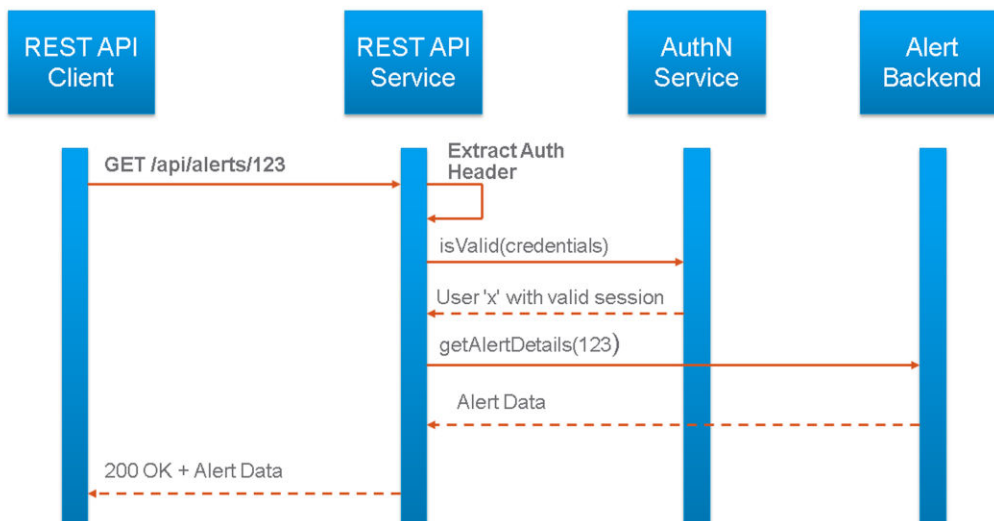 REST API
Client
REST API
Service
AuthN
Service
Alert
Backend
GET /api/alerts/123
Extract Auth
Header
isValid(credentials)
User 'x' with valid session
getAlertDetails(123)
Alert Data
200 OK + Alert Data